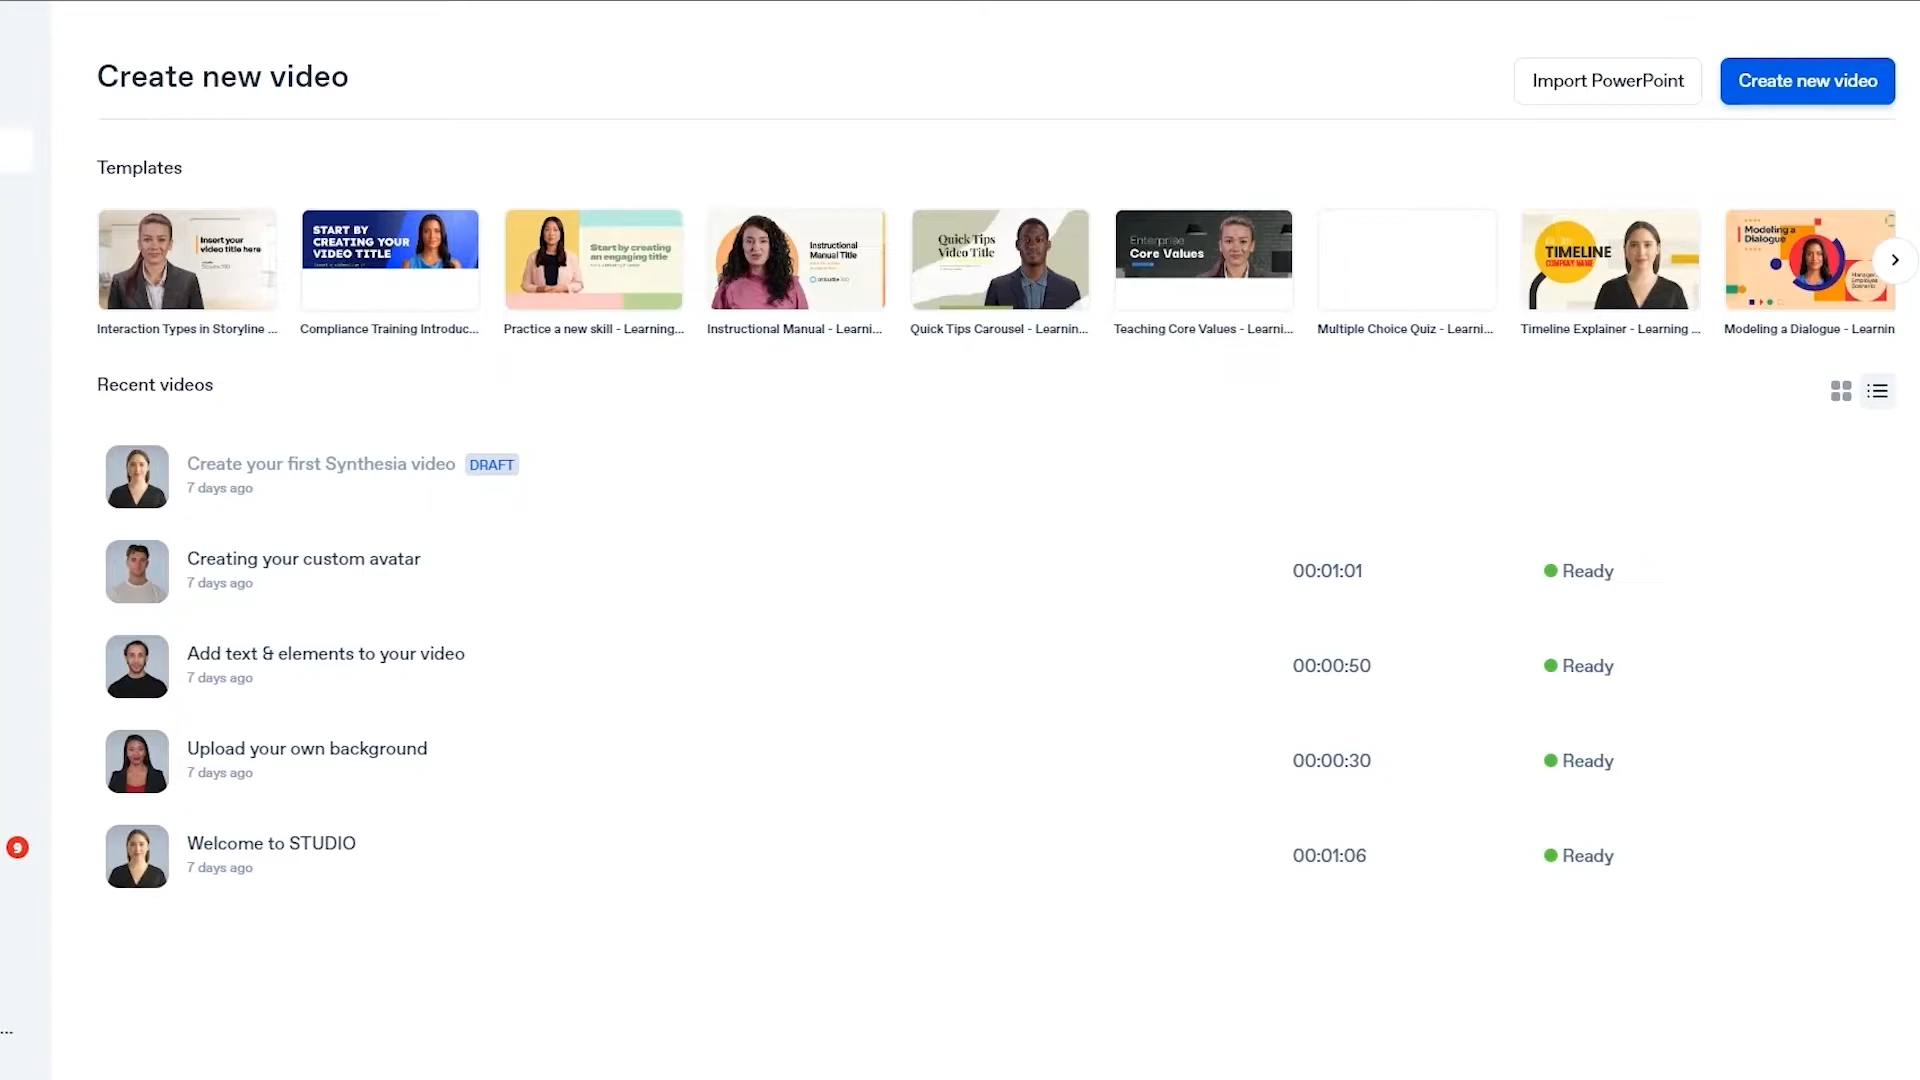 Create new video
Import PowerPoint
Create new video
Templates
Insert your
video title here
START BY
CREATING YOUR
VIDEO TITLE
Start by creating
an engaging title
Instructional
Manual Title
Quick Tips
Video Title
Enterprise
Core Values
TIMELINE
COMPANY NAME
Modeling a
Dialogue
Interaction Types in Storyline ...
Compliance Training Introduc...
Practice a new skill - Learning...
Instructional Manual - Learni...
Quick Tips Carousel - Learnin...
Teaching Core Values - Learni...
Multiple Choice Quiz - Learni...
Timeline Explainer - Learning ...
Modeling a Dialogue - Learnin
Recent videos
Create your first Synthesia video DRAFT
7 days ago
Creating your custom avatar
7 days ago
00:01:01
Ready
Add text & elements to your video
7 days ago
00:00:50
Ready
Upload your own background
7 days ago
00:00:30
Ready
9
Welcome to STUDIO
7 days ago
00:01:06
Ready
...